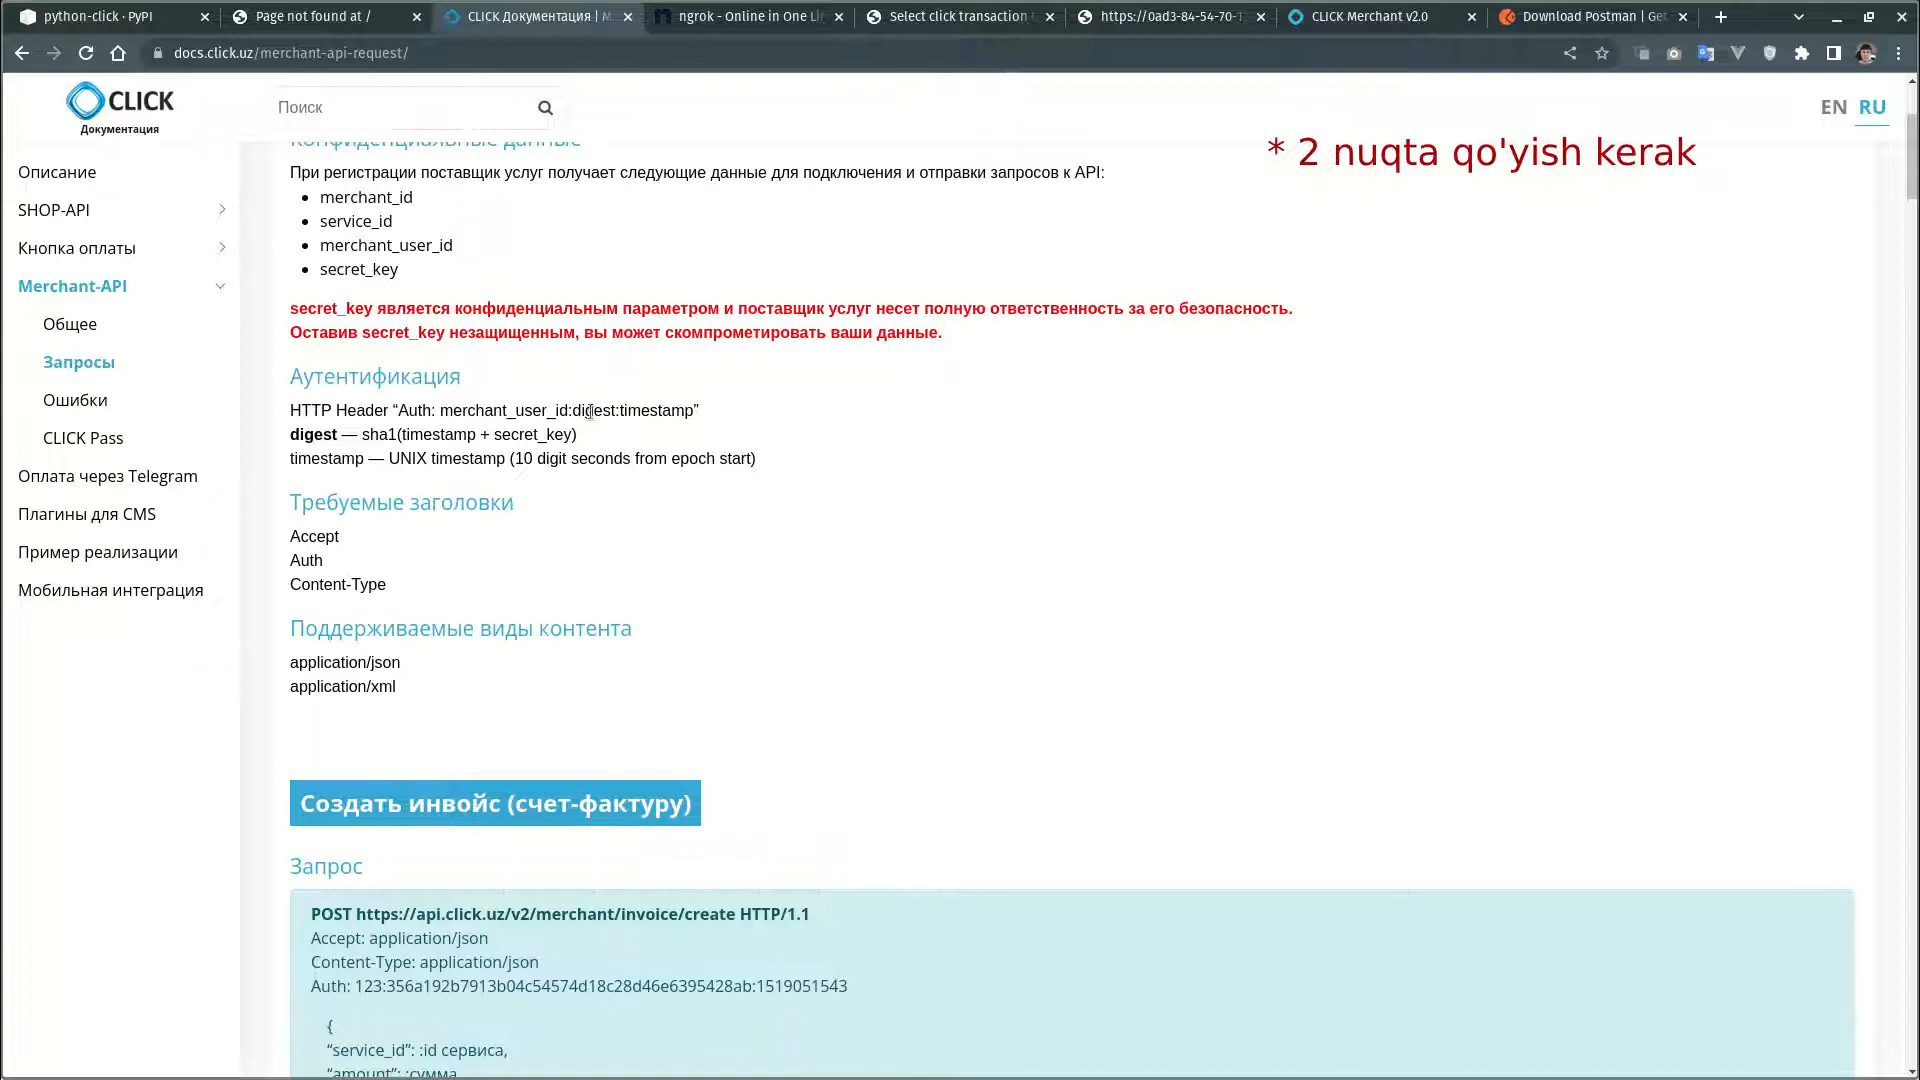 python-click · PyPI
Page not found at /
CLICK Документация | M
ngrok - Online in One Li
Select click transaction
https://0ad3-84-54-70-1
CLICK Merchant v2.0
Download Postman | Get
docs.click.uz/merchant-api-request/
CLICK
Документация
Поиск
EN RU
* 2 nuqta qo'yish kerak
Описание
SHOP-API
Кнопка оплаты
Merchant-API
Общее
Запросы
Ошибки
CLICK Pass
Оплата через Telegram
Плагины для CMS
Пример реализации
Мобильная интеграция
Конфиденциальные данные
При регистрации поставщик услуг получает следующие данные для подключения и отправки запросов к API:
merchant_id
service_id
merchant_user_id
secret_key
secret_key является конфиденциальным параметром и поставщик услуг несет полную ответственность за его безопасность.
Оставив secret_key незащищенным, вы может скомпрометировать ваши данные.
Аутентификация
HTTP Header “Auth: merchant_user_id:digest:timestamp”
digest — sha1(timestamp + secret_key)
timestamp — UNIX timestamp (10 digit seconds from epoch start)
Требуемые заголовки
Accept
Auth
Content-Type
Поддерживаемые виды контента
application/json
application/xml
Создать инвойс (счет-фактуру)
Запрос
POST https://api.click.uz/v2/merchant/invoice/create HTTP/1.1
Accept: application/json
Content-Type: application/json
Auth: 123:356a192b7913b04c54574d18c28d46e6395428ab:1519051543
{
“service_id”: :id сервиса,
“amount”: :сумма,